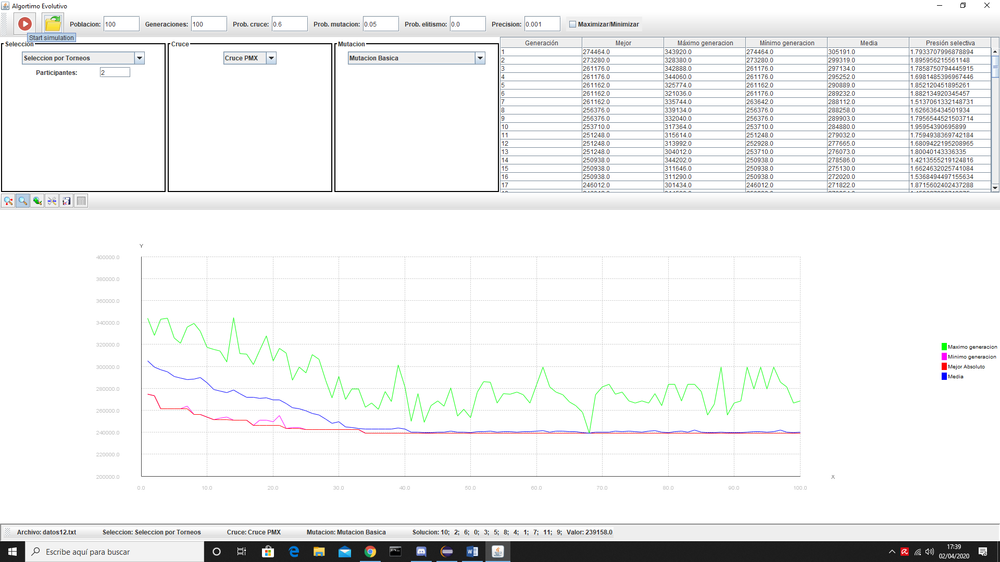 Algortimo Evolutivo
Poblacion: 100 Generaciones: 100 Prob. cruce: 0.6 Prob. mutacion: 0.05 Prob. elitismo: 0.0 Precision: 0.001 Maximizar/Minimizar
Start simulation
Seleccion
Seleccion por Torneos
Participantes: 2
Cruce
Cruce PMX
Mutacion
Mutacion Basica
Generación Mejor Máximo generacion Mínimo generacion Media Presión selectiva
1 274464.0 343920.0 274464.0 305191.0 1.7933707996878894
2 273280.0 328380.0 273280.0 299319.0 1.895956215561148
3 261176.0 342888.0 261176.0 297134.0 1.7858750794445915
4 261176.0 344060.0 261176.0 295252.0 1.6981485396967446
5 261162.0 325774.0 261162.0 290889.0 1.852120451895261
6 261162.0 321036.0 261176.0 289232.0 1.882134920345457
7 261162.0 335744.0 263642.0 288112.0 1.5137061332148731
8 256376.0 339134.0 256376.0 288258.0 1.626636434501934
9 256376.0 332040.0 256376.0 289903.0 1.7956544521503714
10 253710.0 317364.0 253710.0 284880.0 1.95954390695899
11 251248.0 315614.0 251248.0 279032.0 1.7594938369742184
12 251248.0 313992.0 252928.0 277665.0 1.6809422195208965
13 251248.0 304012.0 253710.0 276073.0 1.80040143336335
14 250938.0 344202.0 250938.0 278586.0 1.4213555219124816
15 250938.0 311646.0 250938.0 275130.0 1.6624632025741084
16 250938.0 311290.0 250938.0 272020.0 1.5368494497155634
17 246012.0 301434.0 246012.0 271822.0 1.8715602402437288
Y
400000.0
380000.0
360000.0
340000.0
320000.0
300000.0
280000.0
260000.0
240000.0
220000.0
200000.0
0.0 10.0 20.0 30.0 40.0 50.0 60.0 70.0 80.0 90.0 100.0
X
Maximo generacion
Minimo generacion
Mejor Absoluto
Media
Archivo: datos12.txt Seleccion: Seleccion por Torneos Cruce: Cruce PMX Mutacion: Mutacion Basica Solucion: 10; 2; 6; 0; 3; 5; 8; 4; 1; 7; 11; 9; Valor: 239158.0
Escribe aquí para buscar
17:39
02/04/2020